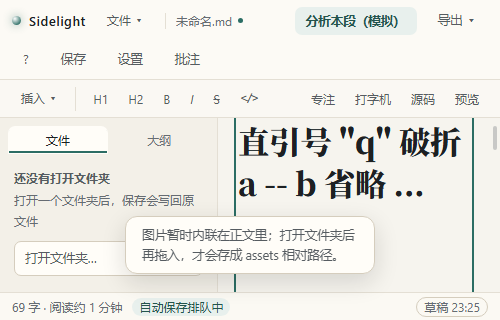 Sidelight 文件 未命名.md 分析本段（模拟） 导出
? 保存 设置 批注
插入 H1 H2 B I S </> 专注 打字机 源码 预览
文件 大纲
还没有打开文件夹
打开一个文件夹后，保存会写回原
文件
打开文件夹...
直引号 "q" 破折
a -- b 省略 ...
图片暂时内联在正文里；打开文件夹后
再拖入，才会存成 assets 相对路径。
69 字 · 阅读约 1 分钟 自动保存排队中 草稿 23:25